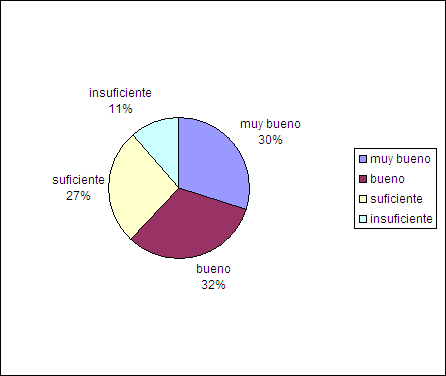 insuficiente
11%
muy bueno
30%
suficiente
27%
bueno
32%
muy bueno
bueno
suficiente
insuficiente